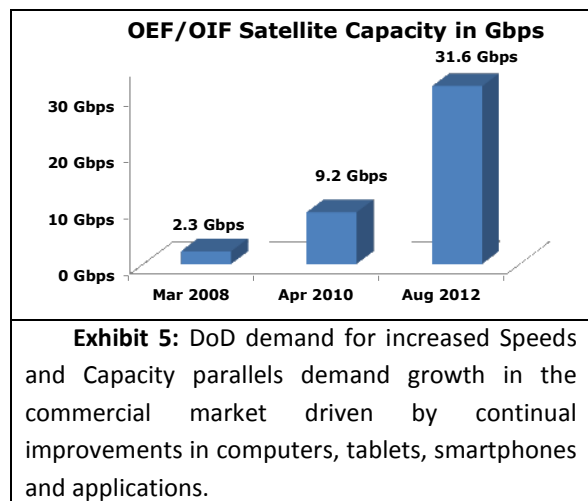 OEF/OIF Satellite Capacity in Gbps
31.6 Gbps
30 Gbps
20 Gbps
9.2 Gbps
10 Gbps
2.3 Gbps
0 Gbps
Mar 2008 Apr 2010 Aug 2012
Exhibit 5: DoD demand for increased Speeds
and Capacity parallels demand growth in the
commercial market driven by continual
improvements in computers, tablets, smartphones
and applications.